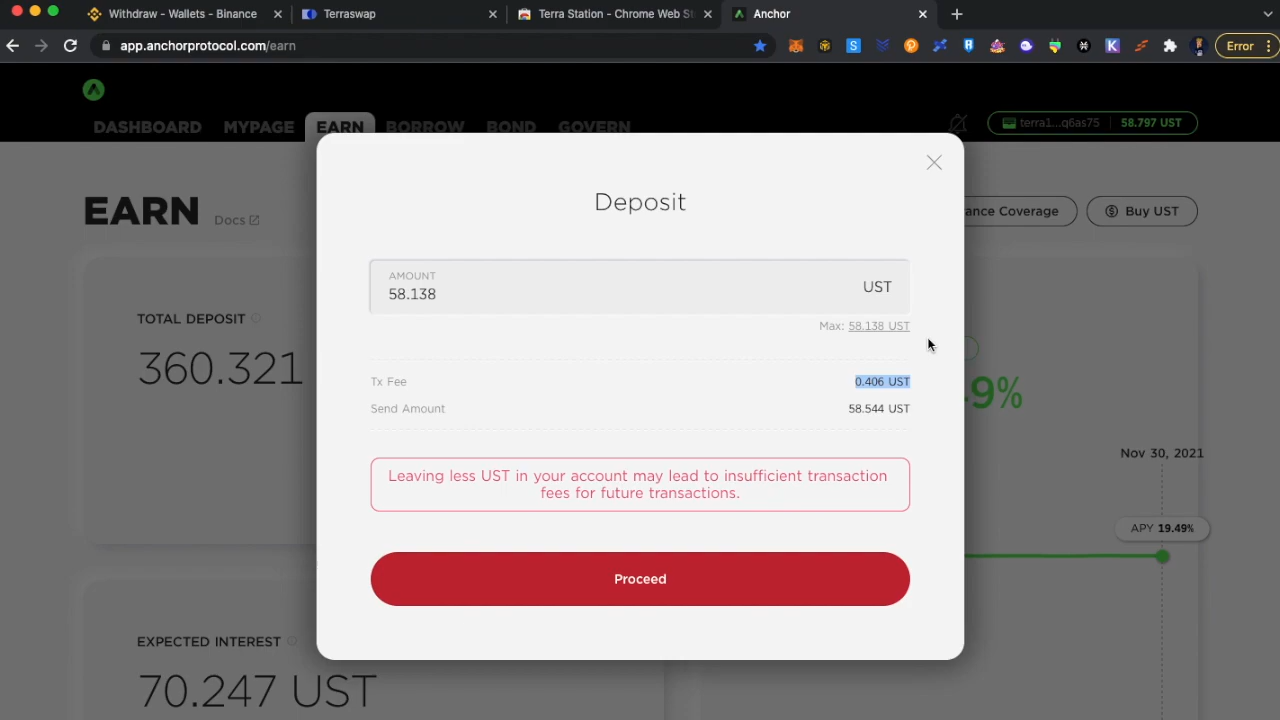 Withdraw - Wallets - Binance
Terraswap
Terra Station - Chrome Web St
Anchor
app.anchorprotocol.com/earn
Error
DASHBOARD
MYPAGE
EARN
BORROW
BOND
GOVERN
terra1...q6as75
58.797 UST
EARN
Docs
ance Coverage
Buy UST
Deposit
AMOUNT
58.138
UST
Max: 58.138 UST
Tx Fee
0.406 UST
Send Amount
58.544 UST
Leaving less UST in your account may lead to insufficient transaction
fees for future transactions.
Proceed
TOTAL DEPOSIT
360.321
9%
Nov 30, 2021
APY 19.49%
EXPECTED INTEREST
70.247 UST